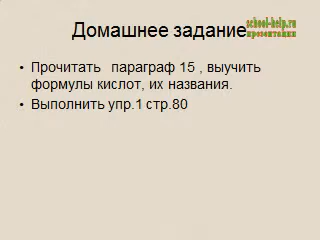 Домашнее задание
school-help.ru
презентации
• Прочитать параграф 15 , выучить
формулы кислот, их названия.
• Выполнить упр.1 стр.80